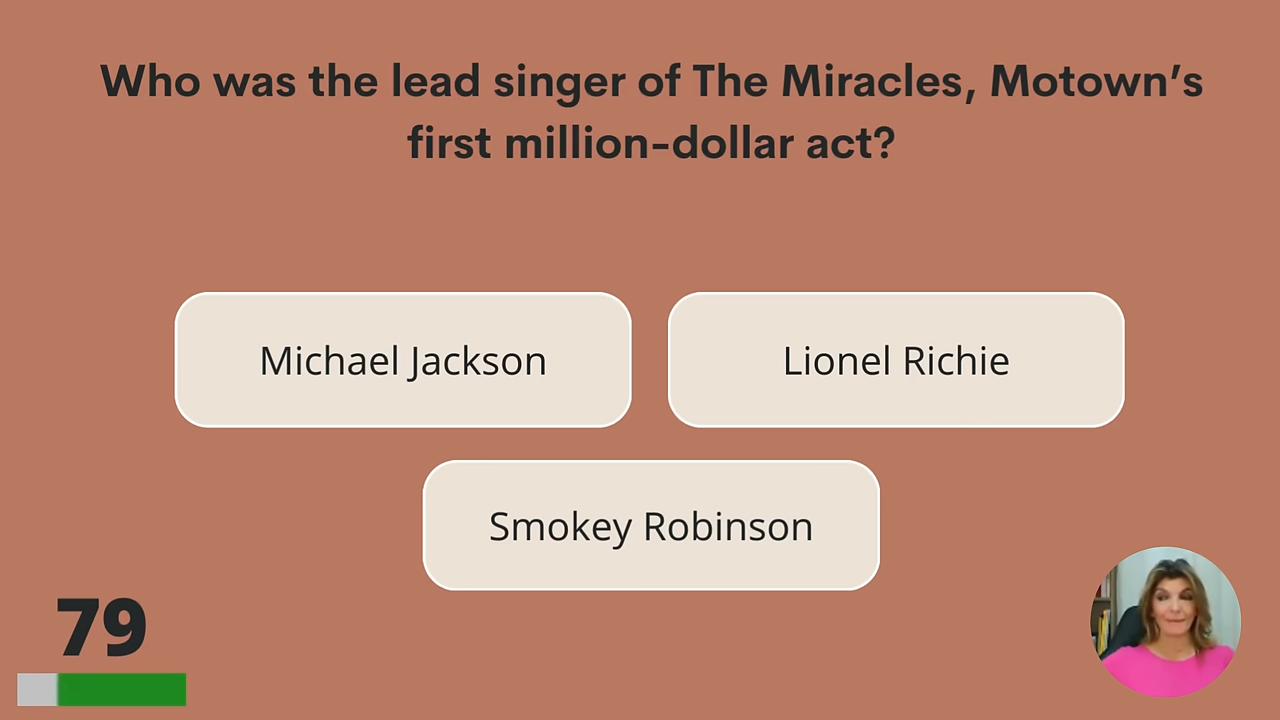 Who was the lead singer of The Miracles, Motown’s
first million-dollar act?
Michael Jackson
Lionel Richie
Smokey Robinson
79